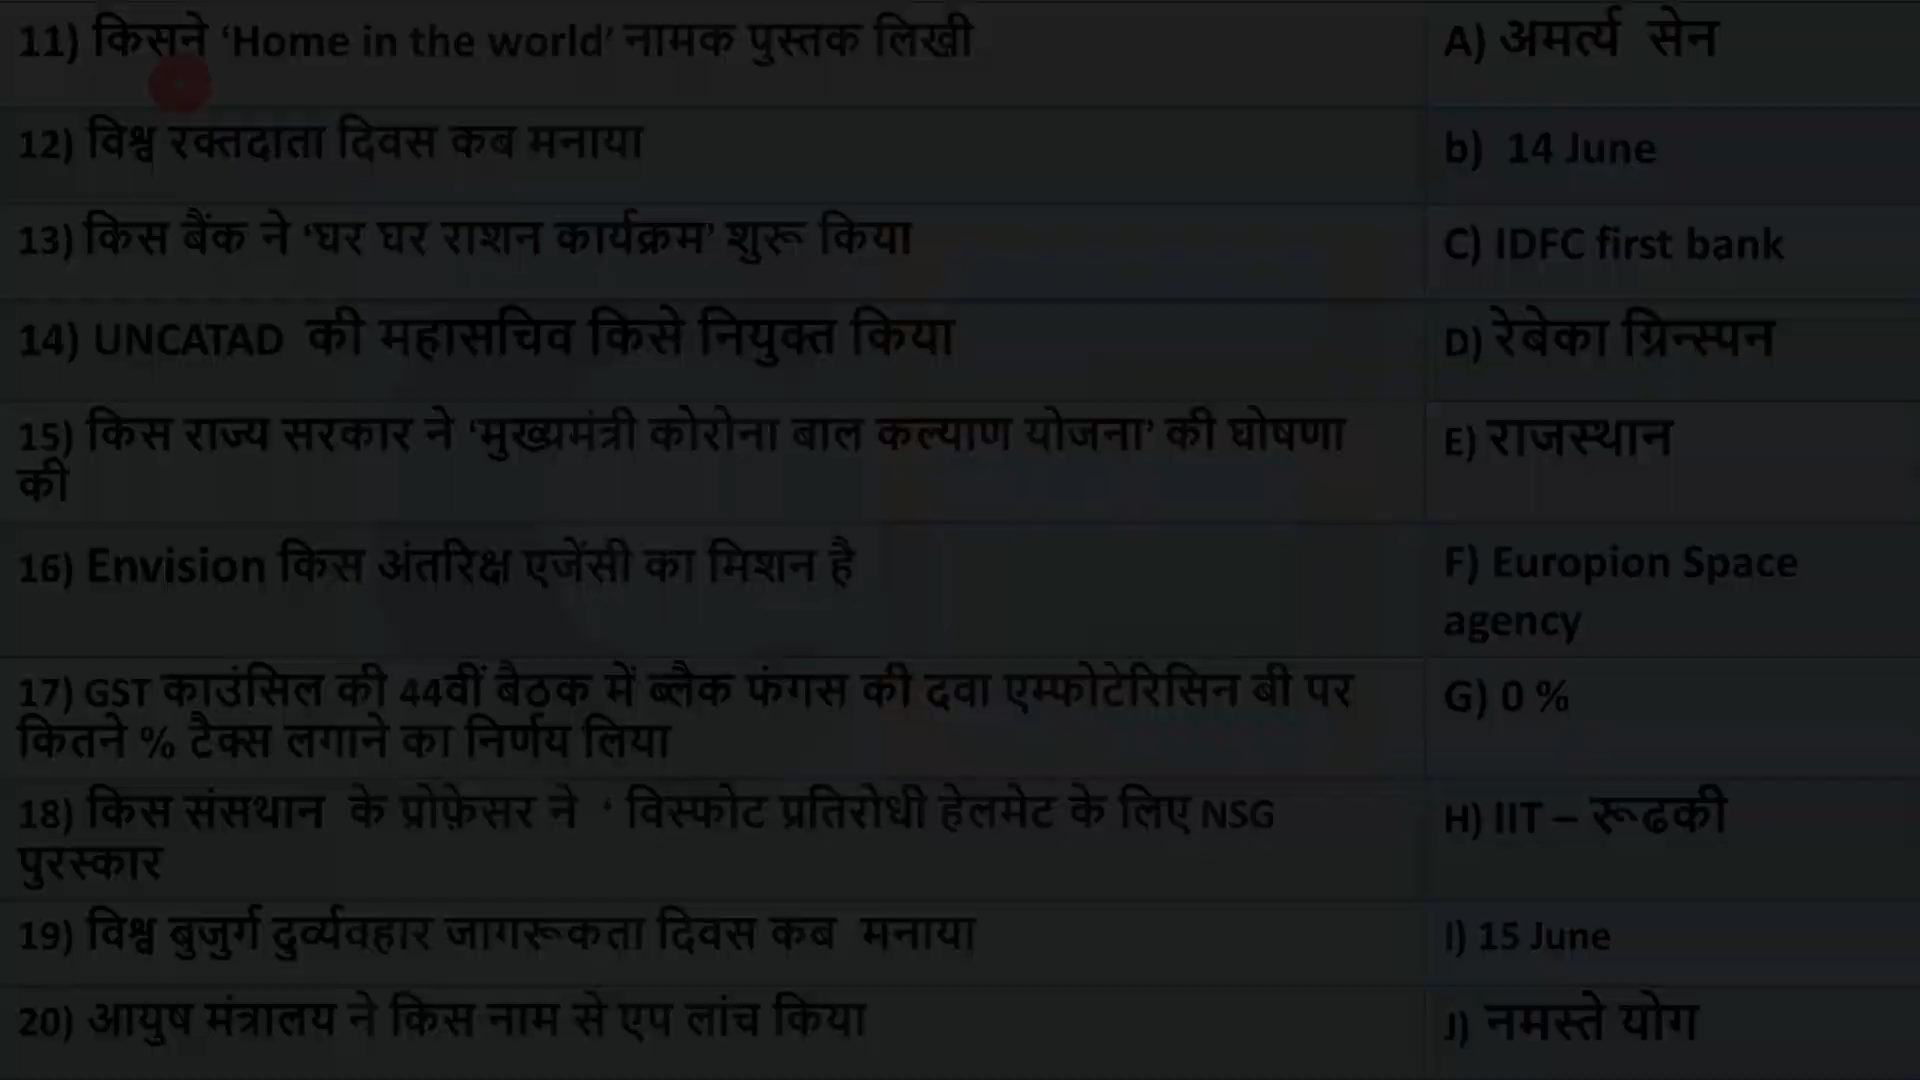 11) किसने ‘Home in the world’ नामक पुस्तक लिखी
A) अमर्त्य सेन
12) विश्व रक्तदाता दिवस कब मनाया
b) 14 June
13) किस बैंक ने ‘घर घर राशन कार्यक्रम’ शुरू किया
C) IDFC first bank
14) UNCATAD की महासचिव किसे नियुक्त किया
D) रेबेका ग्रिन्स्पन
15) किस राज्य सरकार ने ‘मुख्यमंत्री कोरोना बाल कल्याण योजना’ की घोषणा
की
E) राजस्थान
16) Envision किस अंतरिक्ष एजेंसी का मिशन है
F) Europion Space
agency
17) GST काउंसिल की 44वीं बैठक में ब्लैक फंगस की दवा एम्फोटेरिसिन बी पर
कितने % टैक्स लगाने का निर्णय लिया
G) 0 %
18) किस संसथान के प्रोफ़ेसर ने ‘ विस्फोट प्रतिरोधी हेलमेट के लिए NSG
पुरस्कार
H) IIT – रूढकी
19) विश्व बुजुर्ग दुर्व्यवहार जागरूकता दिवस कब मनाया
I) 15 June
20) आयुष मंत्रालय ने किस नाम से एप लांच किया
J) नमस्ते योग